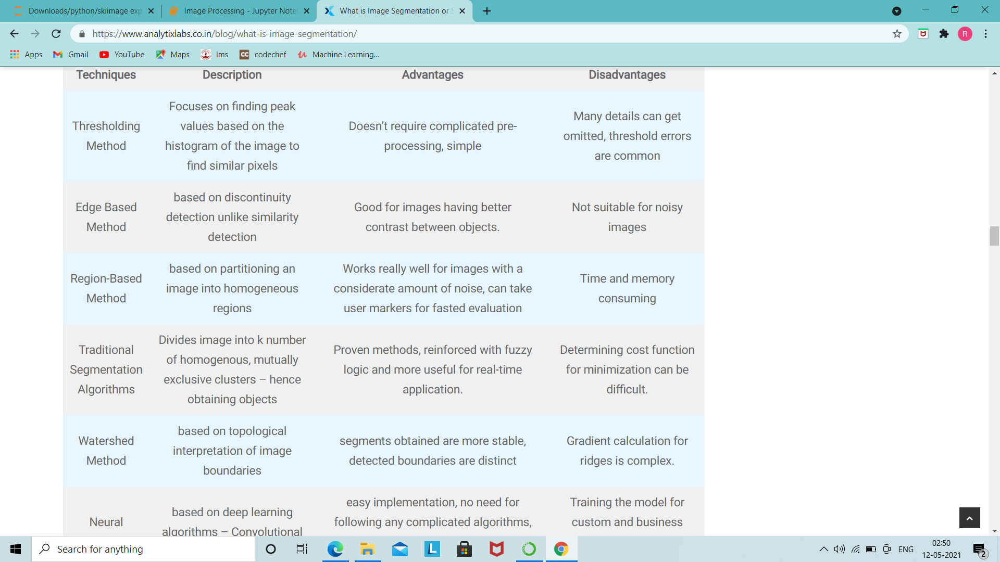 Downloads/python/skiimage exp
Image Processing - Jupyter Note
What is Image Segmentation or S
https://www.analytixlabs.co.in/blog/what-is-image-segmentation/
R
Apps
Gmail
YouTube
Maps
lms
CC
codechef
Machine Learning...
Techniques
Description
Advantages
Disadvantages
Thresholding
Method
Focuses on finding peak
values based on the
histogram of the image to
find similar pixels
Doesn’t require complicated pre-
processing, simple
Many details can get
omitted, threshold errors
are common
Edge Based
Method
based on discontinuity
detection unlike similarity
detection
Good for images having better
contrast between objects.
Not suitable for noisy
images
Region-Based
Method
based on partitioning an
image into homogeneous
regions
Works really well for images with a
considerate amount of noise, can take
user markers for fasted evaluation
Time and memory
consuming
Traditional
Segmentation
Algorithms
Divides image into k number
of homogenous, mutually
exclusive clusters – hence
obtaining objects
Proven methods, reinforced with fuzzy
logic and more useful for real-time
application.
Determining cost function
for minimization can be
difficult.
Watershed
Method
based on topological
interpretation of image
boundaries
segments obtained are more stable,
detected boundaries are distinct
Gradient calculation for
ridges is complex.
Neural
based on deep learning
algorithms – Convolutional
easy implementation, no need for
following any complicated algorithms,
Training the model for
custom and business
Search for anything
L
ENG
02:50
12-05-2021
2